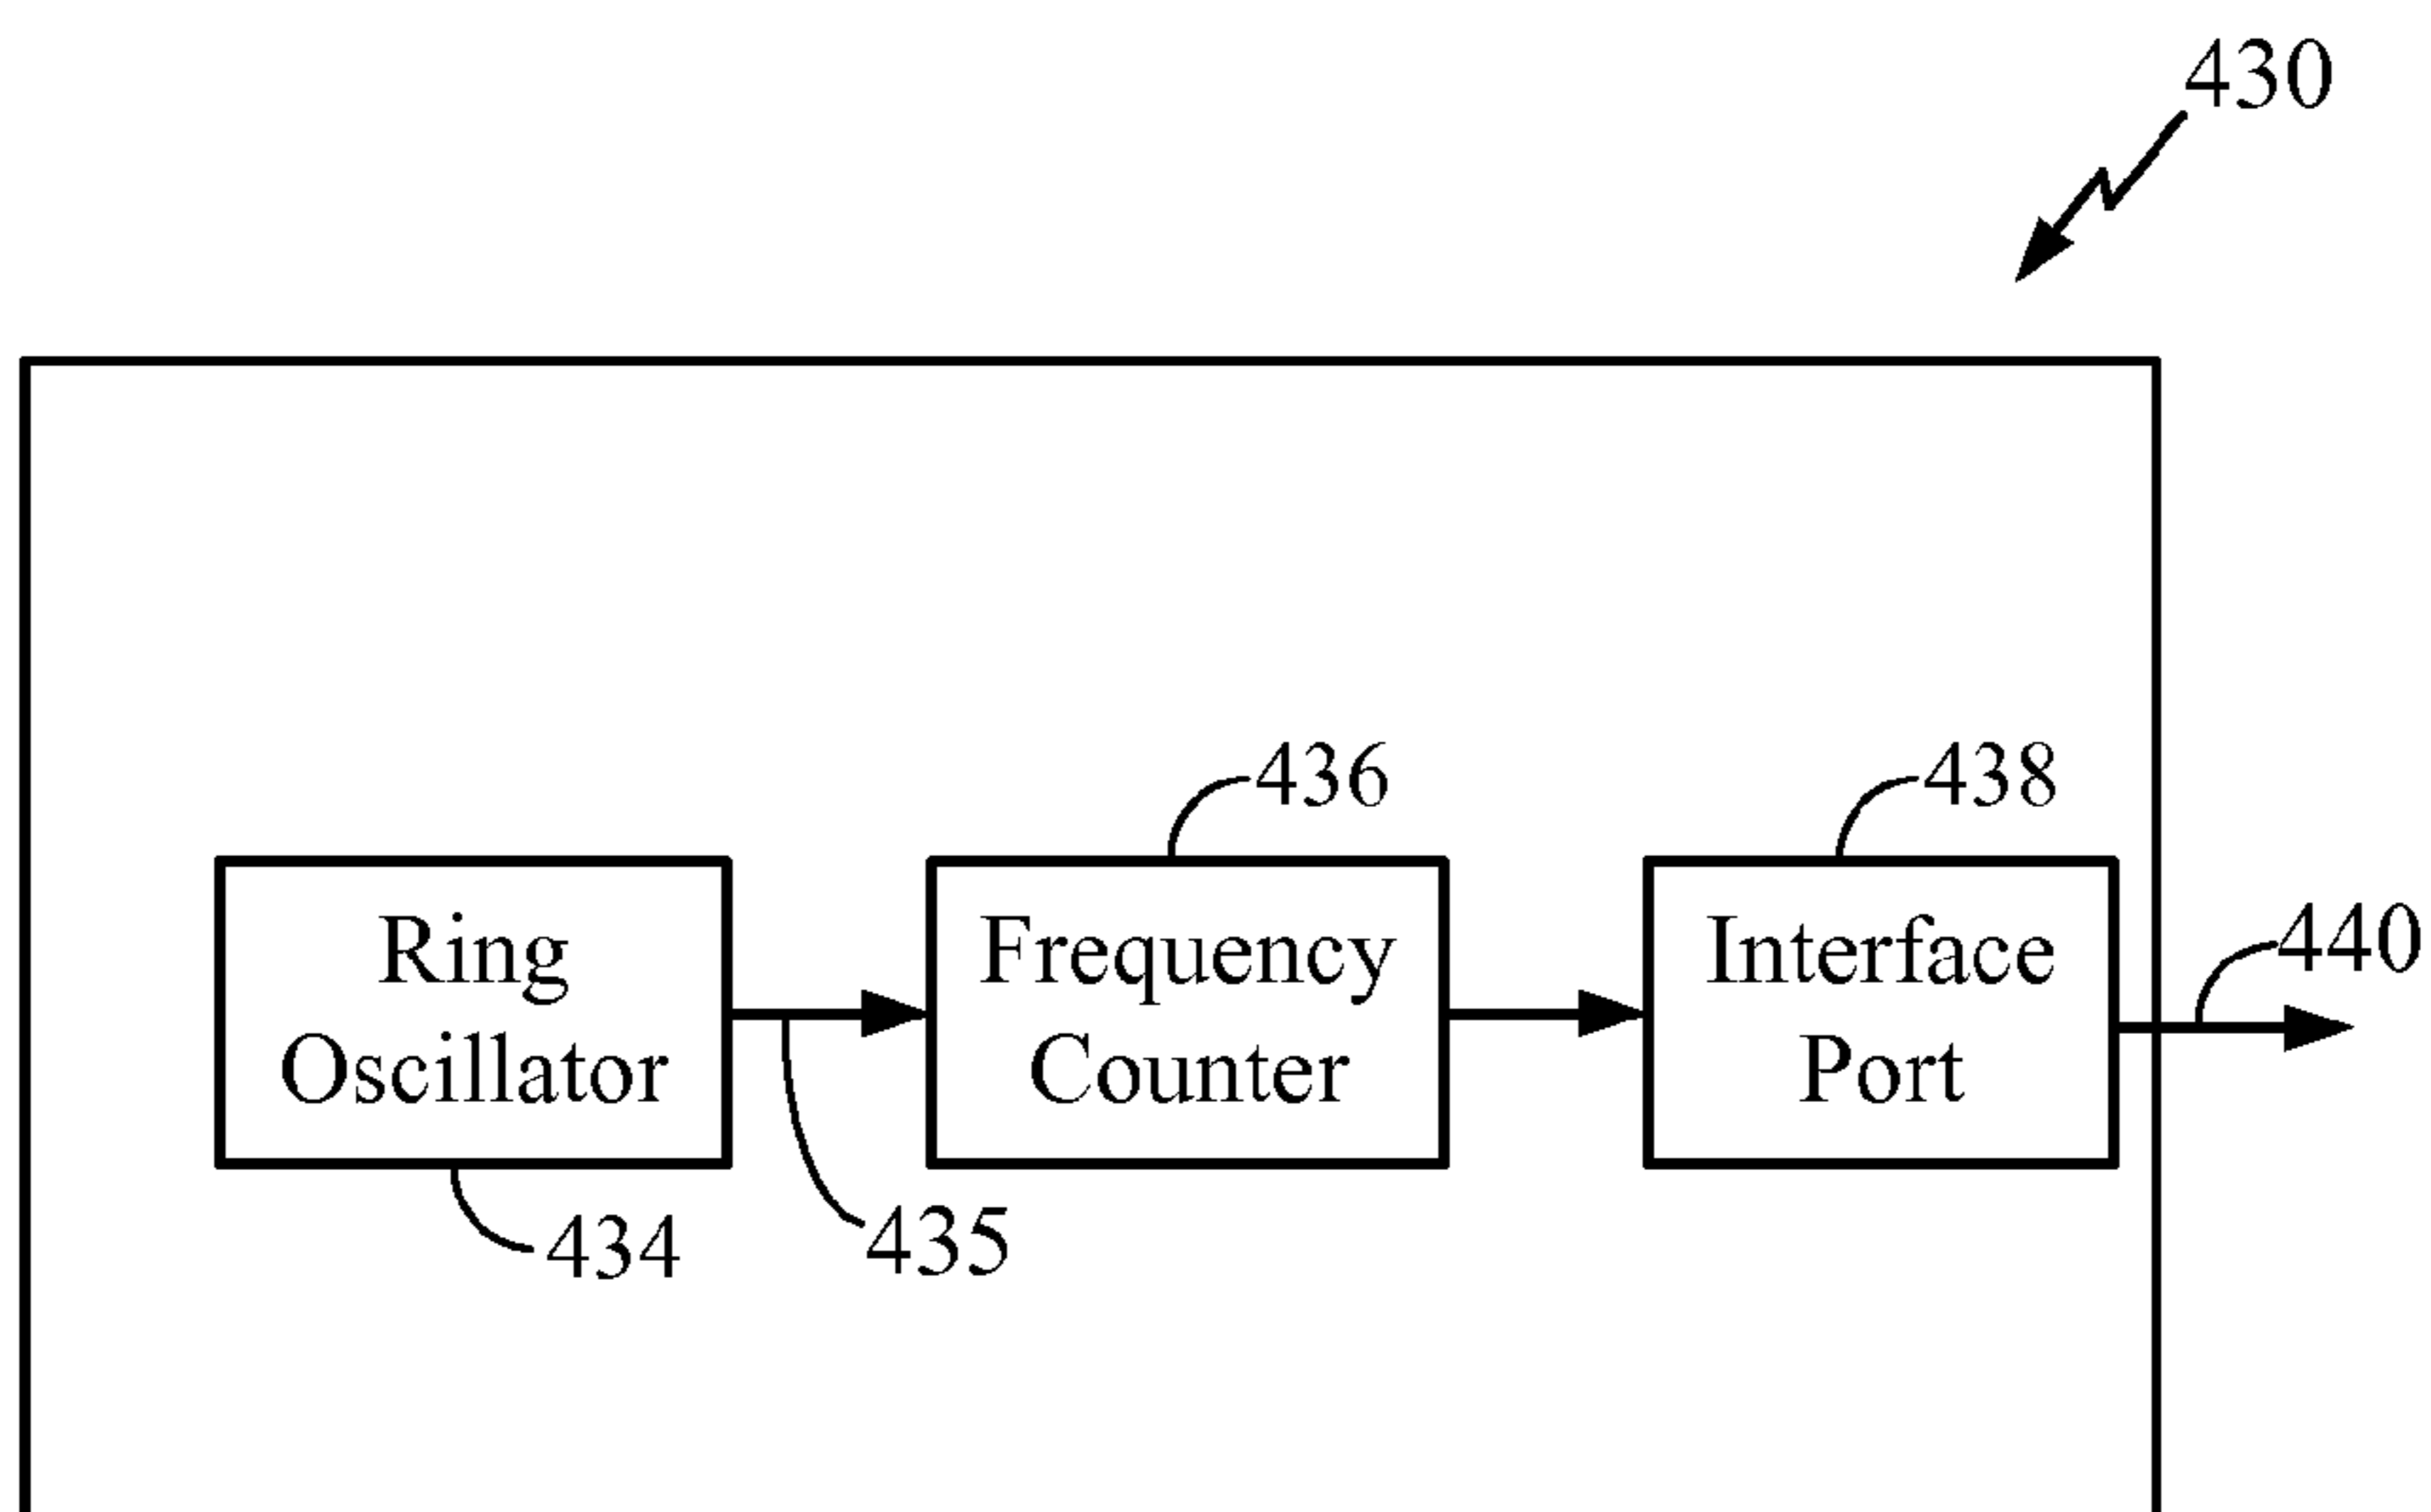 430
436
438
440
Ring
Oscillator
Frequency
Counter
Interface
Port
434
435